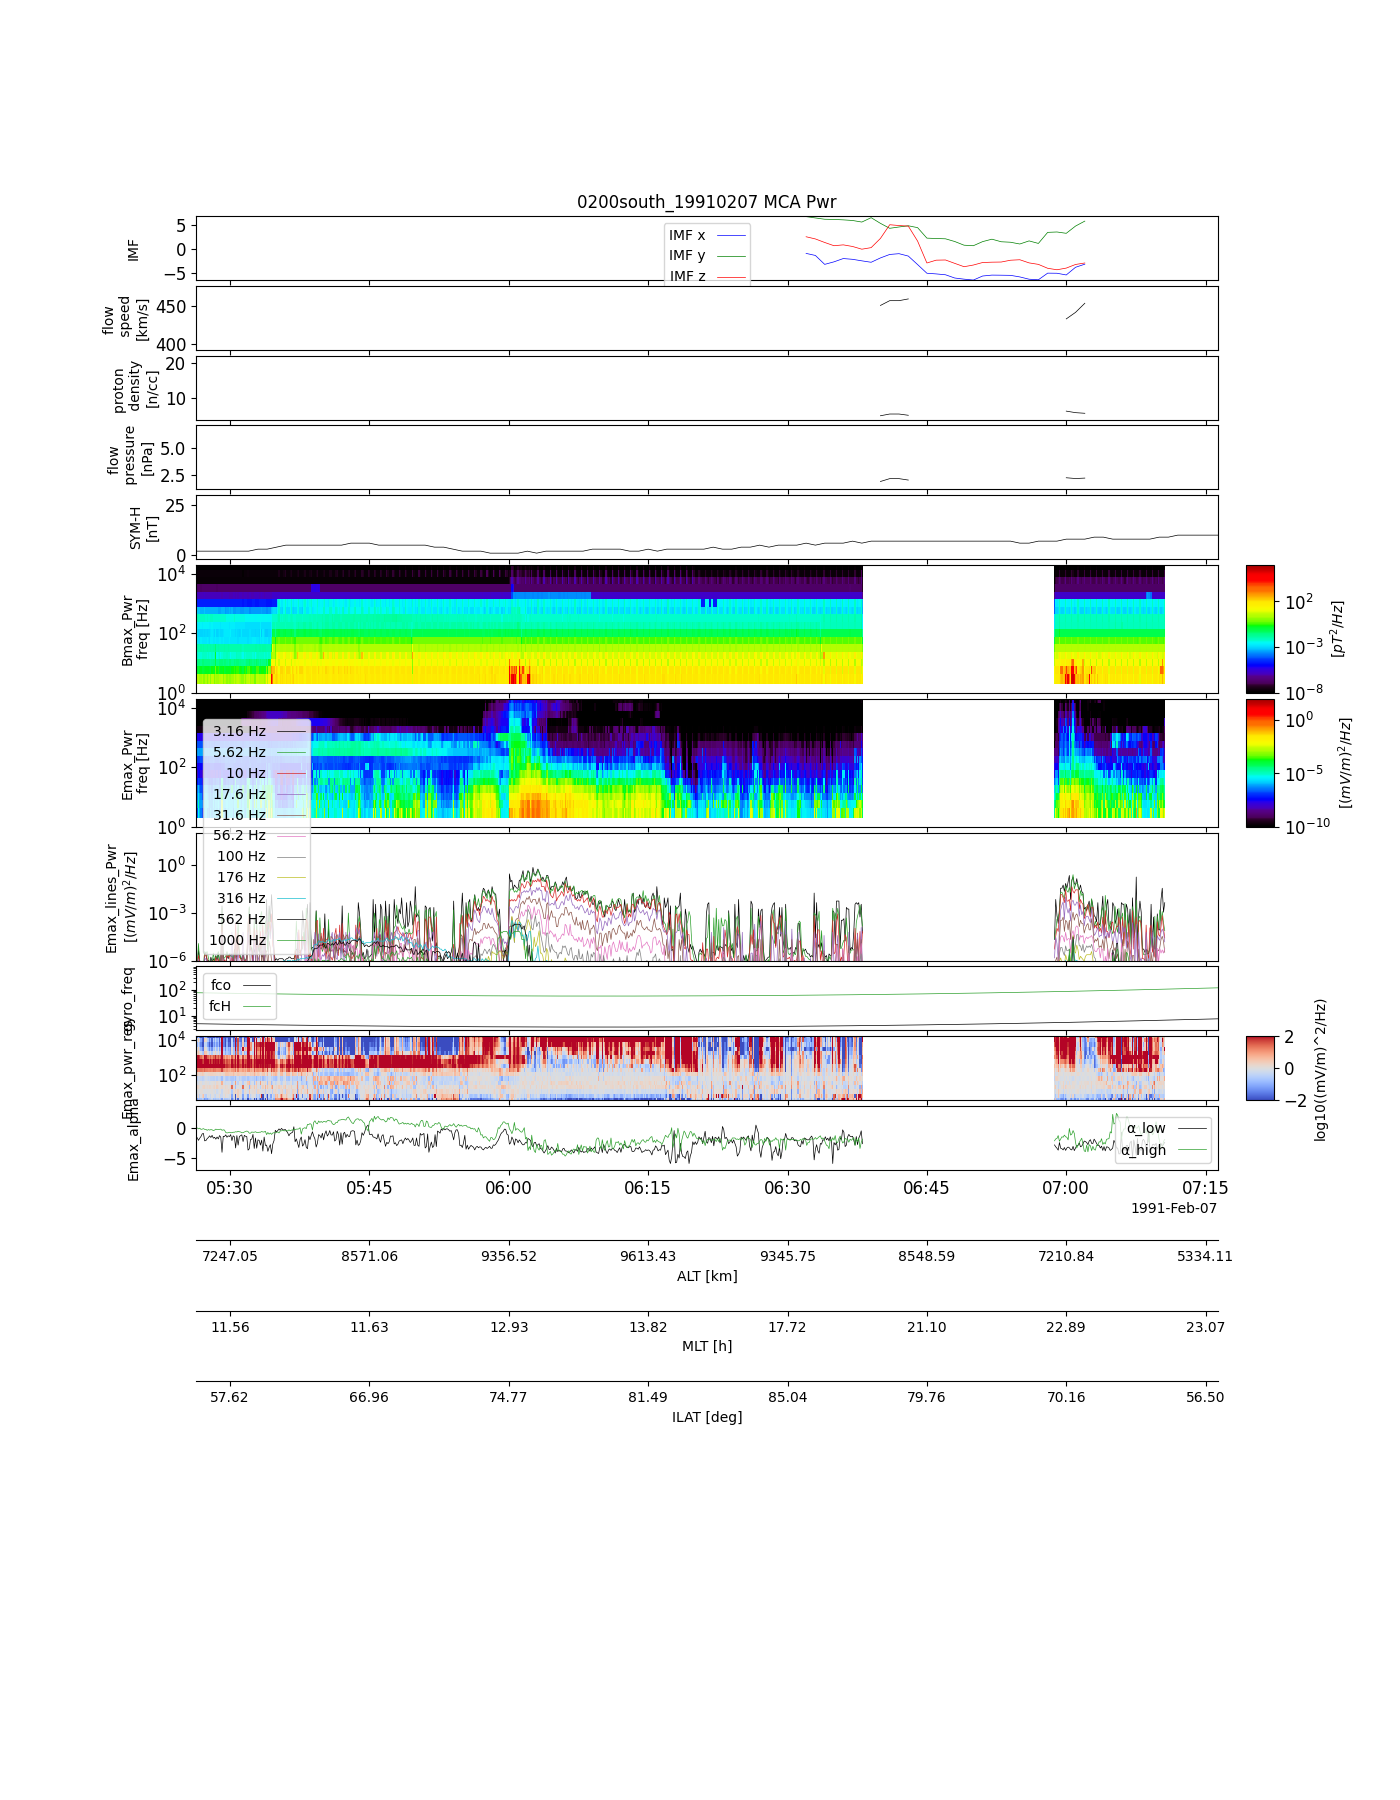 0200south_19910207 MCA Pwr
5
0
−5
IMF
IMF x
IMF y
IMF z
450
400
flow
speed
[km/s]
20
10
proton
density
[n/cc]
5.0
2.5
flow
pressure
[nPa]
25
0
SYM-H
[nT]
10^4
10^2
10^0
Bmax_Pwr
freq [Hz]
10^2
10^−3
10^−8
[pT^2/Hz]
10^4
10^2
10^0
Emax_Pwr
freq [Hz]
10^0
10^−5
10^−10
[(mV/m)^2/Hz]
3.16 Hz
5.62 Hz
10 Hz
17.6 Hz
31.6 Hz
56.2 Hz
100 Hz
176 Hz
316 Hz
562 Hz
1000 Hz
10^0
10^−3
10^−6
Emax_lines_Pwr
[(mV/m)^2/Hz]
10^2
10^1
gyro_freq
fco
fcH
10^4
10^2
2
0
−2
log10((mV/m)^2/Hz)
0
−5
Emax_alpha
α_low
α_high
05:30 05:45 06:00 06:15 06:30 06:45 07:00 07:15
1991-Feb-07
7247.05 8571.06 9356.52 9613.43 9345.75 8548.59 7210.84 5334.11
ALT [km]
11.56 11.63 12.93 13.82 17.72 21.10 22.89 23.07
MLT [h]
57.62 66.96 74.77 81.49 85.04 79.76 70.16 56.50
ILAT [deg]